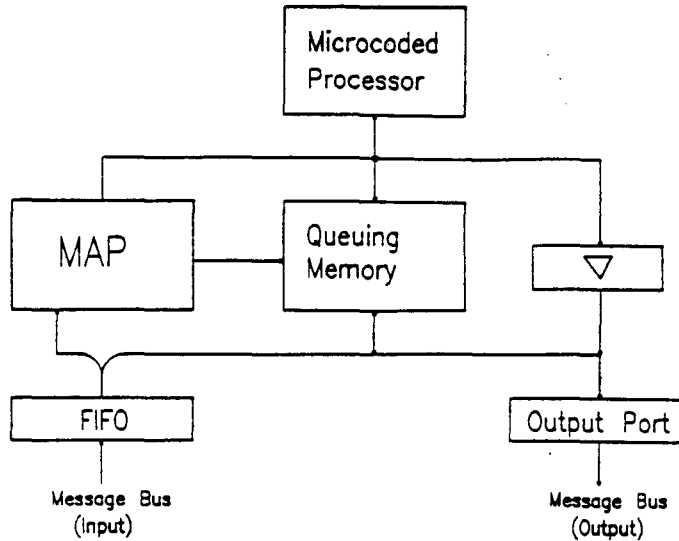 Microcoded
Processor
MAP
Queuing
Memory
FIFO
Output Port
Message Bus
(Input)
Message Bus
(Output)